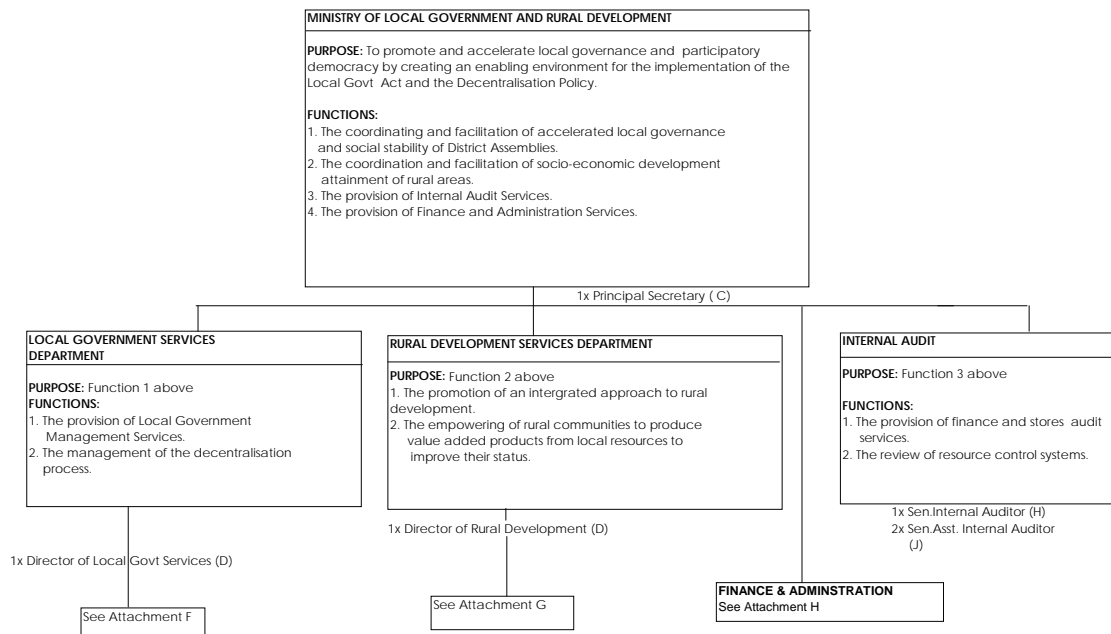 MINISTRY OF LOCAL GOVERNMENT AND RURAL DEVELOPMENT
PURPOSE: To promote and accelerate local governance and participatory
democracy by creating an enabling environment for the implementation of the
Local Govt Act and the Decentralisation Policy.
FUNCTIONS:
1. The coordinating and facilitation of accelerated local governance
and social stability of District Assemblies.
2. The coordination and facilitation of socio-economic development
attainment of rural areas.
3. The provision of Internal Audit Services.
4. The provision of Finance and Administration Services.
1x Principal Secretary ( C)
LOCAL GOVERNMENT SERVICES
DEPARTMENT
PURPOSE: Function 1 above
FUNCTIONS:
1. The provision of Local Government
Management Services.
2. The management of the decentralisation
process.
1x Director of Local Govt Services (D)
See Attachment F
RURAL DEVELOPMENT SERVICES DEPARTMENT
PURPOSE: Function 2 above
1. The promotion of an intergrated approach to rural
development.
2. The empowering of rural communities to produce
value added products from local resources to
improve their status.
1x Director of Rural Development (D)
See Attachment G
INTERNAL AUDIT
PURPOSE: Function 3 above
FUNCTIONS:
1. The provision of finance and stores audit
services.
2. The review of resource control systems.
1x Sen.Internal Auditor (H)
2x Sen.Asst. Internal Auditor
(J)
FINANCE & ADMINSTRATION
See Attachment H